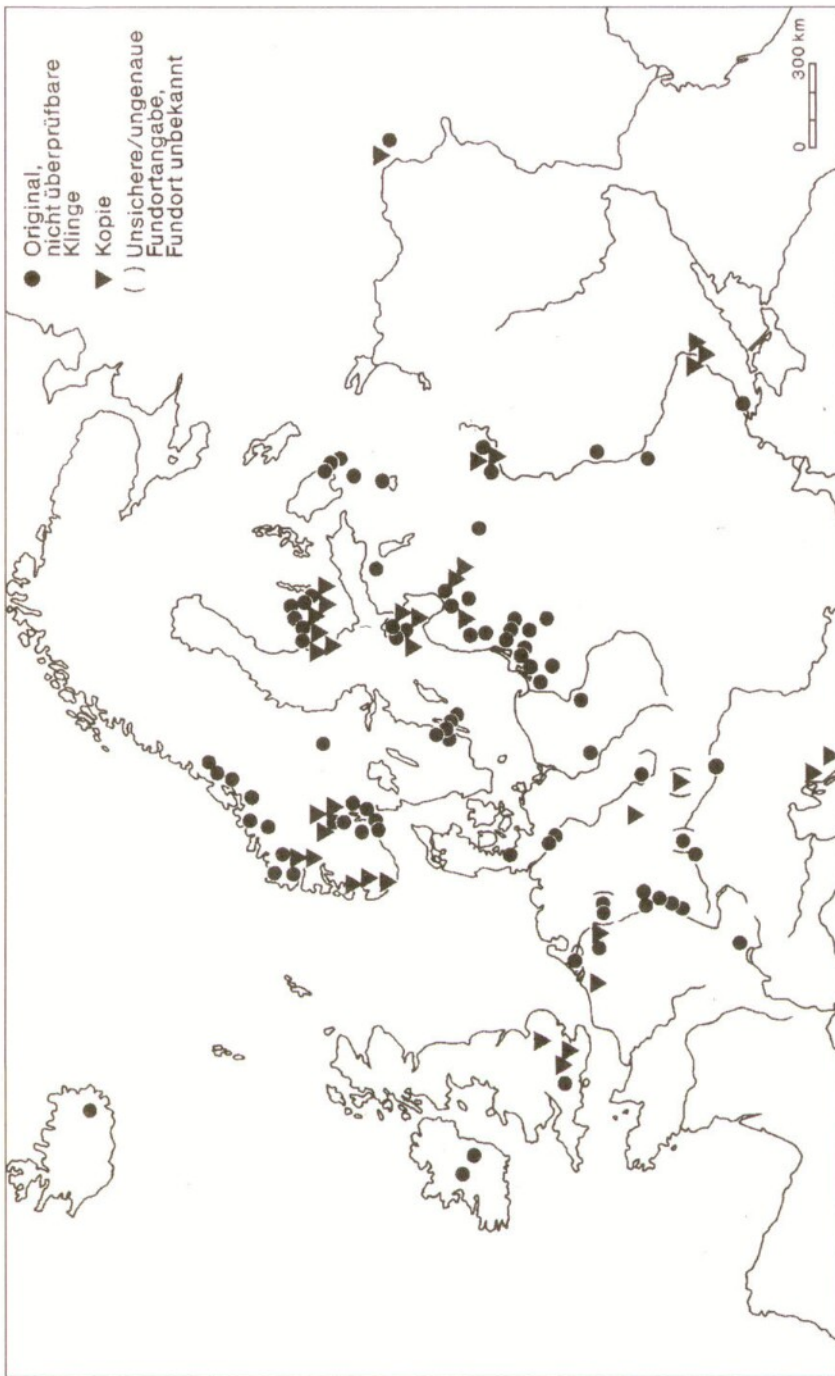 Original,
nicht überprüfbare
Klinge
Kopie
( ) Unsichere/ungenaue
Fundortangabe,
Fundort unbekannt
0 300 km